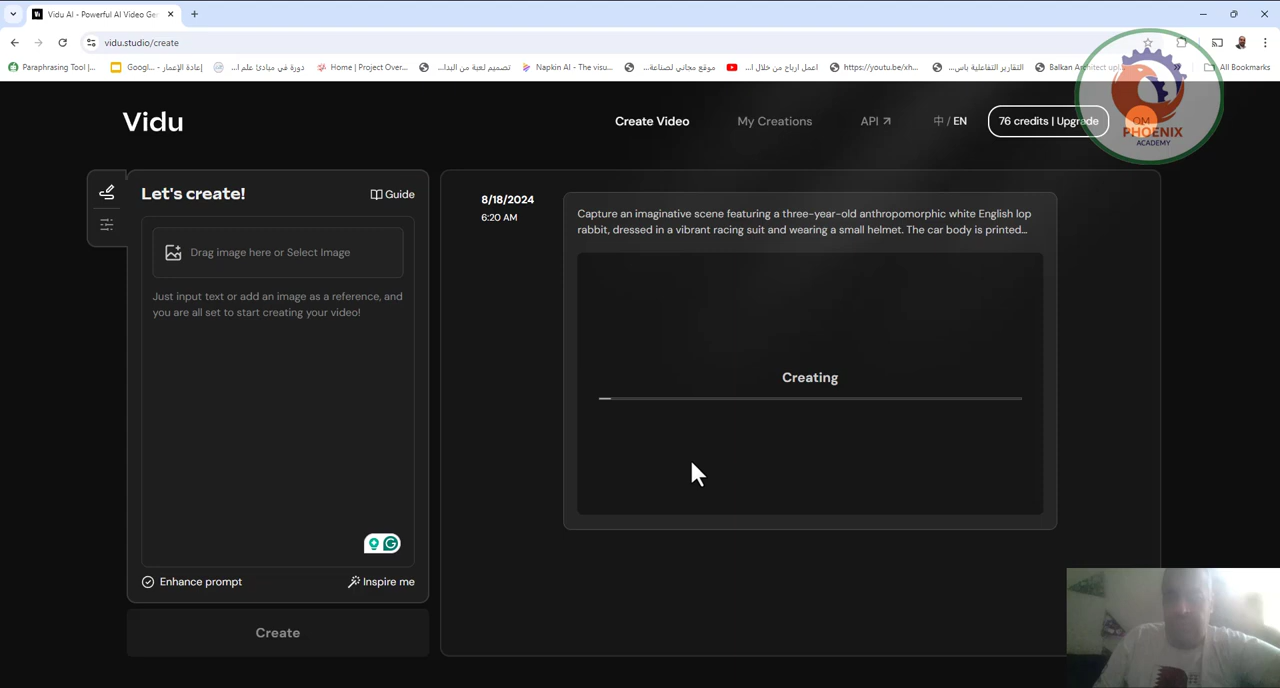 Vidu AI - Powerful AI Video Ge
vidu.studio/create
Paraphrasing Tool |...
Googl... - إعادة الإعمار
دورة في مبادئ علم ا...
Home | Project Over...
تصميم لعبة من البدا...
Napkin AI - The visu...
موقع مجاني لصناعة...
اعمل ارباح من خلال ا...
https://youtu.be/xh...
التقارير التفاعلية باس...
Balkan Architect upl...
All Bookmarks
Vidu
Create Video
My Creations
API
中 / EN
76 credits | Upgrade
QM
PHOENIX
ACADEMY
Let's create!
Guide
Drag image here or Select Image
Just input text or add an image as a reference, and
you are all set to start creating your video!
Enhance prompt
Inspire me
Create
8/18/2024
6:20 AM
Capture an imaginative scene featuring a three-year-old anthropomorphic white English lop
rabbit, dressed in a vibrant racing suit and wearing a small helmet. The car body is printed...
Creating